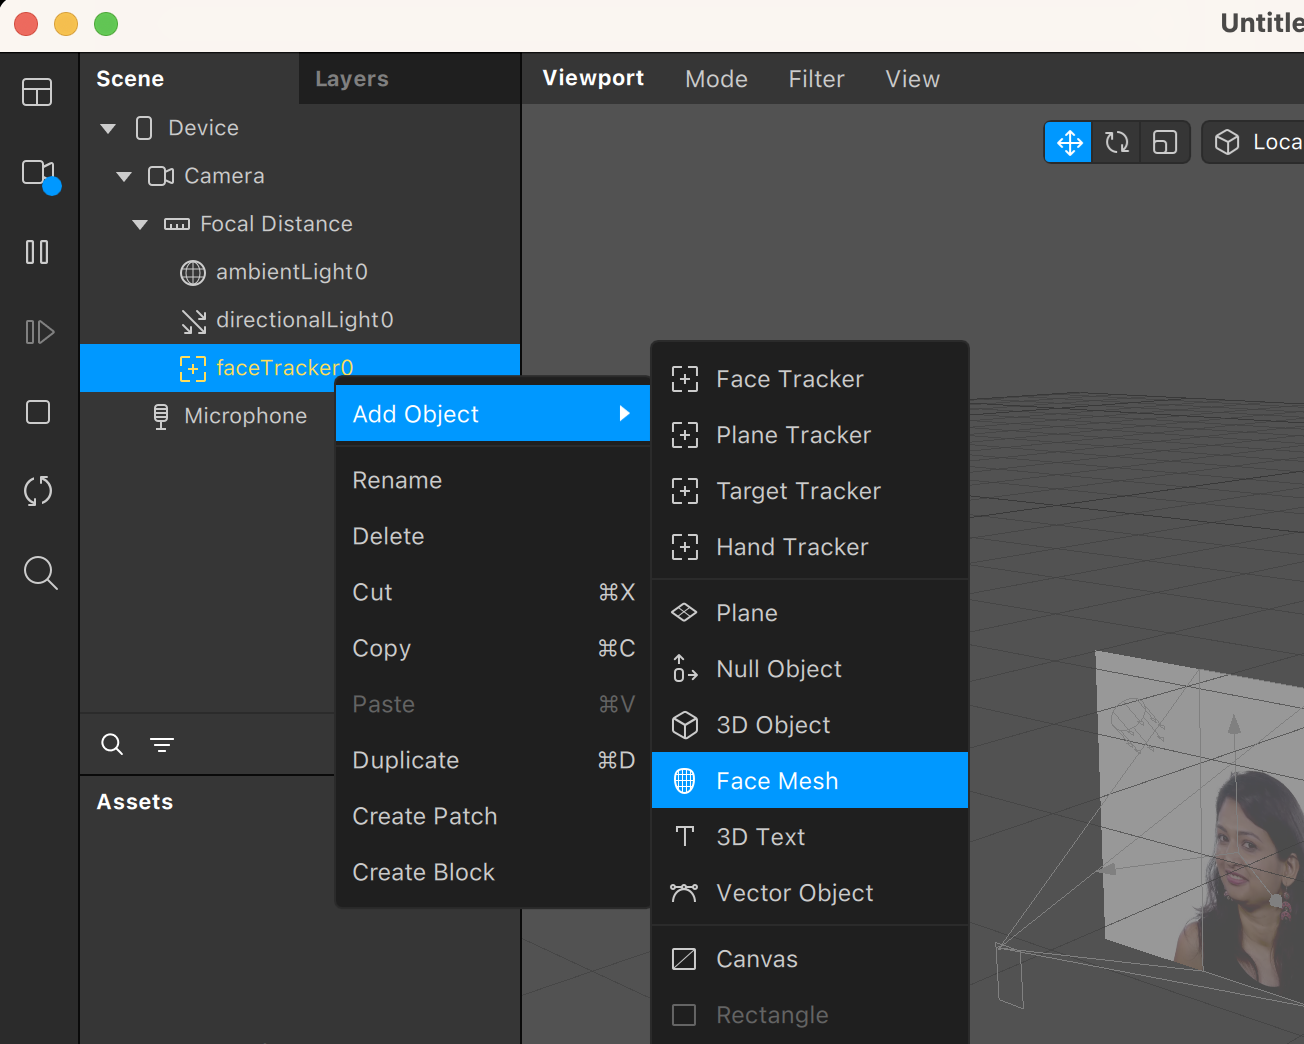 Untitle
Scene
Layers
Viewport
Mode
Filter
View
Device
Camera
Focal Distance
ambientLight0
directionalLight0
faceTracker0
Microphone
Loca
Add Object
Rename
Delete
Cut ⌘X
Copy ⌘C
Paste ⌘V
Duplicate ⌘D
Create Patch
Create Block
Face Tracker
Plane Tracker
Target Tracker
Hand Tracker
Plane
Null Object
3D Object
Face Mesh
3D Text
Vector Object
Canvas
Rectangle
Assets